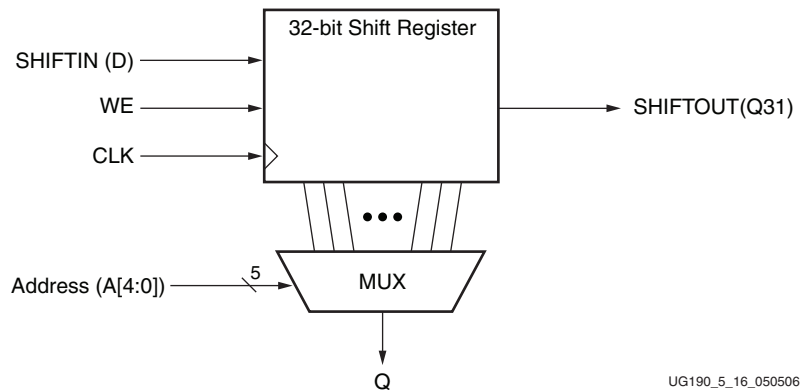 32-bit Shift Register
SHIFTIN (D)
WE
SHIFTOUT(Q31)
CLK
Address (A[4:0])
5
MUX
Q
UG190_5_16_050506